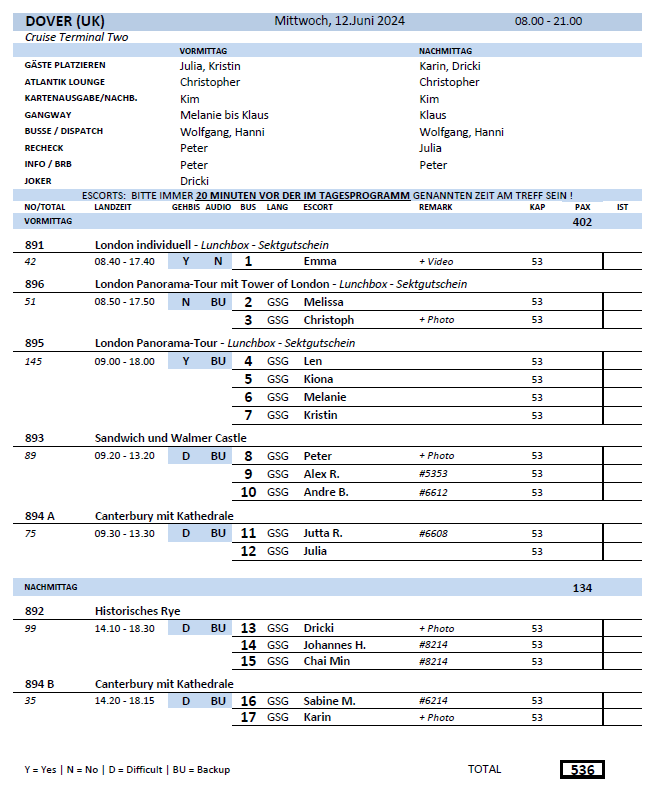 DOVER (UK) Mittwoch, 12.Juni 2024 08.00 - 21.00
Cruise Terminal Two
VORMITTAG NACHMITTAG
GÄSTE PLATZIEREN Julia, Kristin Karin, Dricki
ATLANTIK LOUNGE Christopher Christopher
KARTENAUSGABE/NACHB. Kim Kim
GANGWAY Melanie bis Klaus Klaus
BUSSE / DISPATCH Wolfgang, Hanni Wolfgang, Hanni
RECHECK Peter Julia
INFO / BRB Peter Peter
JOKER Dricki
ESCORTS: BITTE IMMER 20 MINUTEN VOR DER IM TAGESPROGRAMM GENANNTEN ZEIT AM TREFF SEIN !
NO/TOTAL LANDZEIT GEHBIS AUDIO BUS LANG ESCORT REMARK KAP PAX IST
VORMITTAG 402
891 London individuell - Lunchbox - Sektgutschein
42 08.40 - 17.40 Y N 1 Emma + Video 53
896 London Panorama-Tour mit Tower of London - Lunchbox - Sektgutschein
51 08.50 - 17.50 N BU 2 GSG Melissa 53
3 GSG Christoph + Photo 53
895 London Panorama-Tour - Lunchbox - Sektgutschein
145 09.00 - 18.00 Y BU 4 GSG Len 53
5 GSG Kiona 53
6 GSG Melanie 53
7 GSG Kristin 53
893 Sandwich und Walmer Castle
89 09.20 - 13.20 D BU 8 GSG Peter + Photo 53
9 GSG Alex R. #5353 53
10 GSG Andre B. #6612 53
894 A Canterbury mit Kathedrale
75 09.30 - 13.30 D BU 11 GSG Jutta R. #6608 53
12 GSG Julia 53
NACHMITTAG 134
892 Historisches Rye
99 14.10 - 18.30 D BU 13 GSG Dricki + Photo 53
14 GSG Johannes H. #8214 53
15 GSG Chai Min #8214 53
894 B Canterbury mit Kathedrale
35 14.20 - 18.15 D BU 16 GSG Sabine M. #6214 53
17 GSG Karin + Photo 53
Y = Yes | N = No | D = Difficult | BU = Backup TOTAL 536